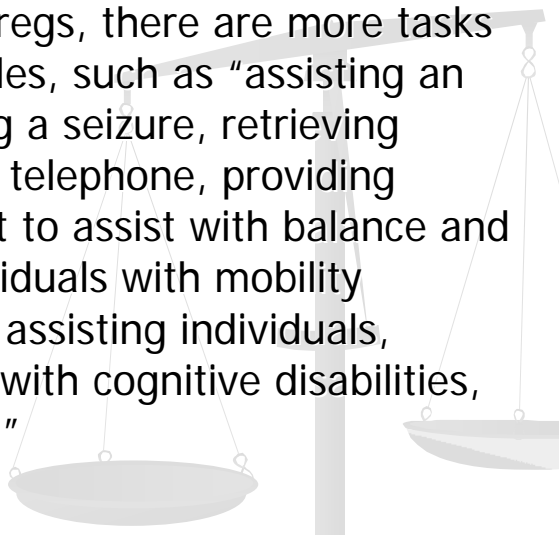 regs, there are more tasks
les, such as “assisting an
g a seizure, retrieving
telephone, providing
t to assist with balance and
iduals with mobility
assisting individuals,
with cognitive disabilities,
”